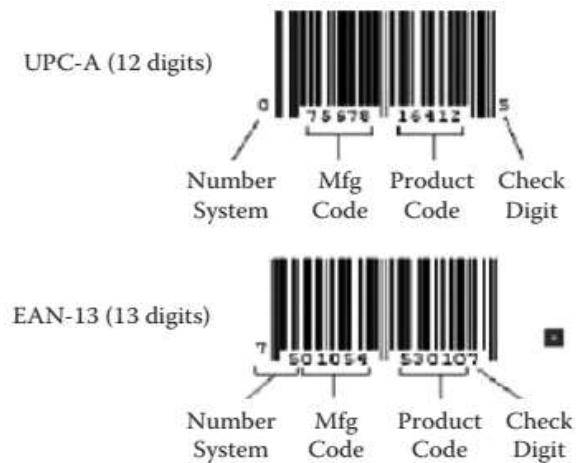 UPC-A (12 digits)
0 75678 16412 5
Number System
Mfg Code
Product Code
Check Digit
EAN-13 (13 digits)
7 501054 530107
Number System
Mfg Code
Product Code
Check Digit